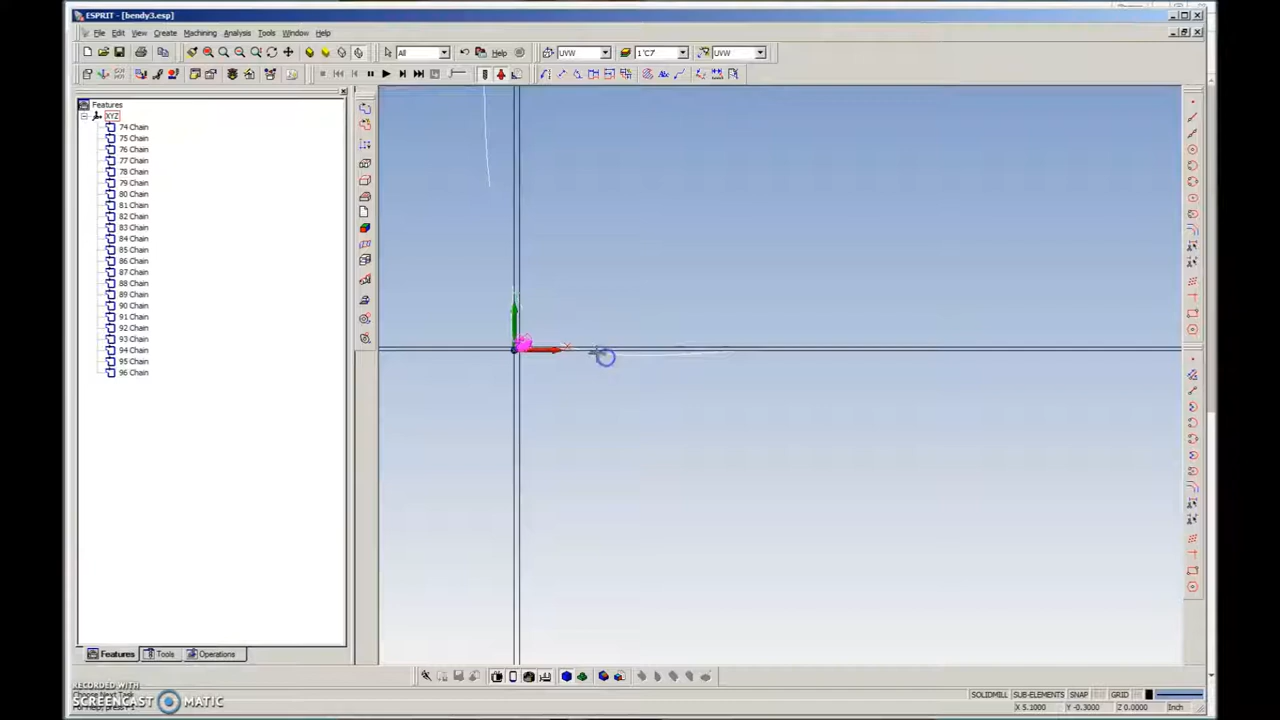 ESPRIT - [bendy3.esp]
File Edit View Create Machining Analysis Tools Window Help
All Help UVW 1'C7' UVW
Abc
Features
XYZ
74 Chain
75 Chain
76 Chain
77 Chain
78 Chain
79 Chain
80 Chain
81 Chain
82 Chain
83 Chain
84 Chain
85 Chain
86 Chain
87 Chain
88 Chain
89 Chain
90 Chain
91 Chain
92 Chain
93 Chain
94 Chain
95 Chain
96 Chain
X
Features Tools Operations
RECORDED WITH
SCREENCAST MATIC
SOLIDMILL SUB-ELEMENTS SNAP GRID
X 5.1000 Y -0.3000 Z 0.0000 Inch